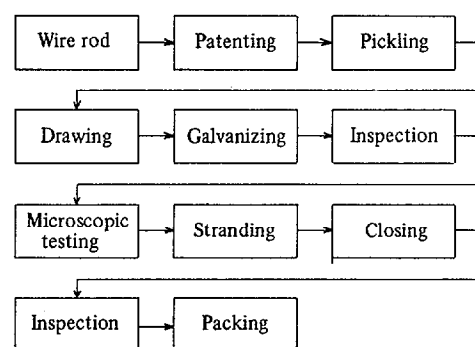 Wire rod
Patenting
Pickling
Drawing
Galvanizing
Inspection
Microscopic
testing
Stranding
Closing
Inspection
Packing